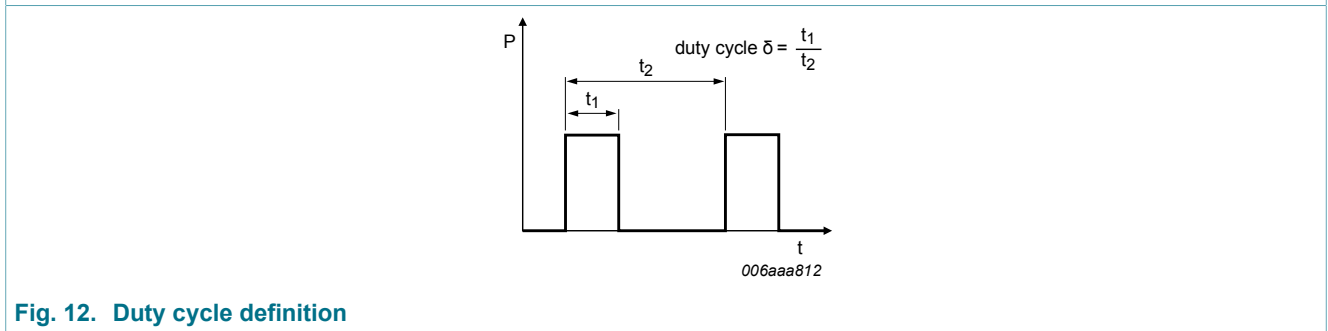 P
duty cycle δ = t1
t2
t2
t1
t
006aaa812
Fig. 12. Duty cycle definition